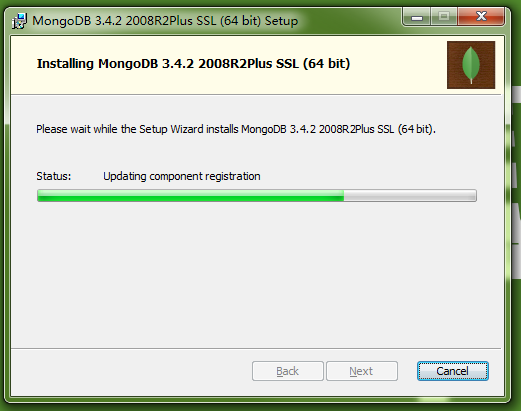 MongoDB 3.4.2 2008R2Plus SSL (64 bit) Setup
Installing MongoDB 3.4.2 2008R2Plus SSL (64 bit)
Please wait while the Setup Wizard installs MongoDB 3.4.2 2008R2Plus SSL (64 bit).
Status: Updating component registration
Back Next Cancel